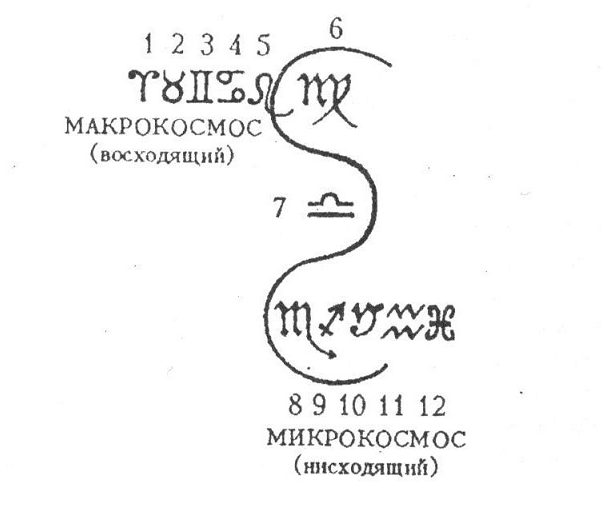 6
1 2 3 4 5
♈♉♊♋♌ ♍
МАКРОКОСМОС
(восходящий)
7 ♎
♏♐♑♒♓
8 9 10 11 12
МИКРОКОСМОС
(нисходящий)